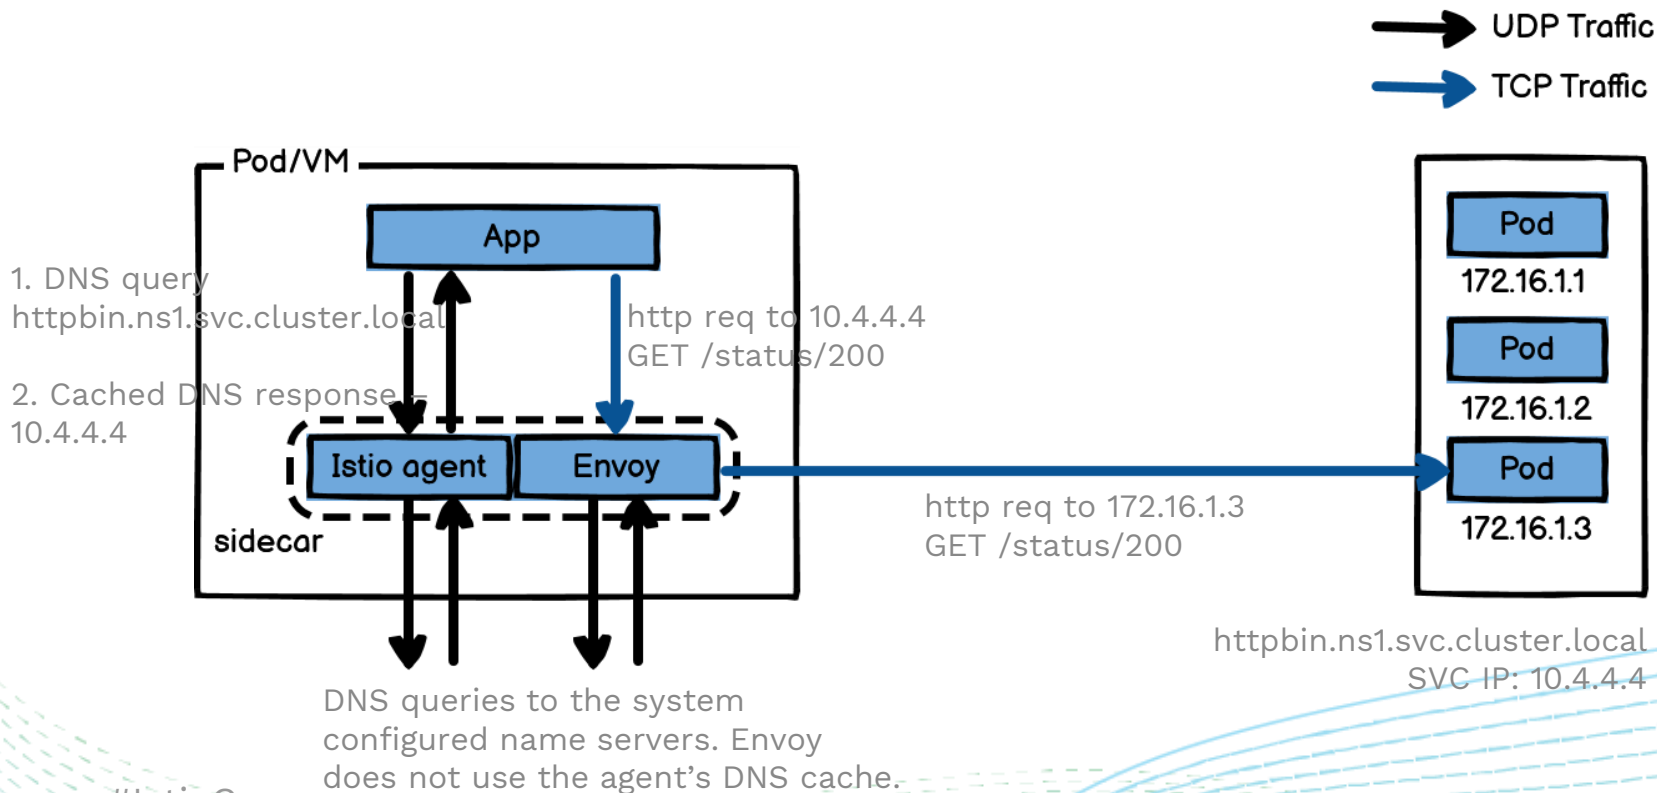 UDP Traffic
TCP Traffic
Pod/VM
App
1. DNS query
httpbin.ns1.svc.cluster.local
2. Cached DNS response –
10.4.4.4
http req to 10.4.4.4
GET /status/200
Istio agent
Envoy
sidecar
http req to 172.16.1.3
GET /status/200
Pod
172.16.1.1
Pod
172.16.1.2
Pod
172.16.1.3
httpbin.ns1.svc.cluster.local
SVC IP: 10.4.4.4
DNS queries to the system
configured name servers. Envoy
does not use the agent’s DNS cache.